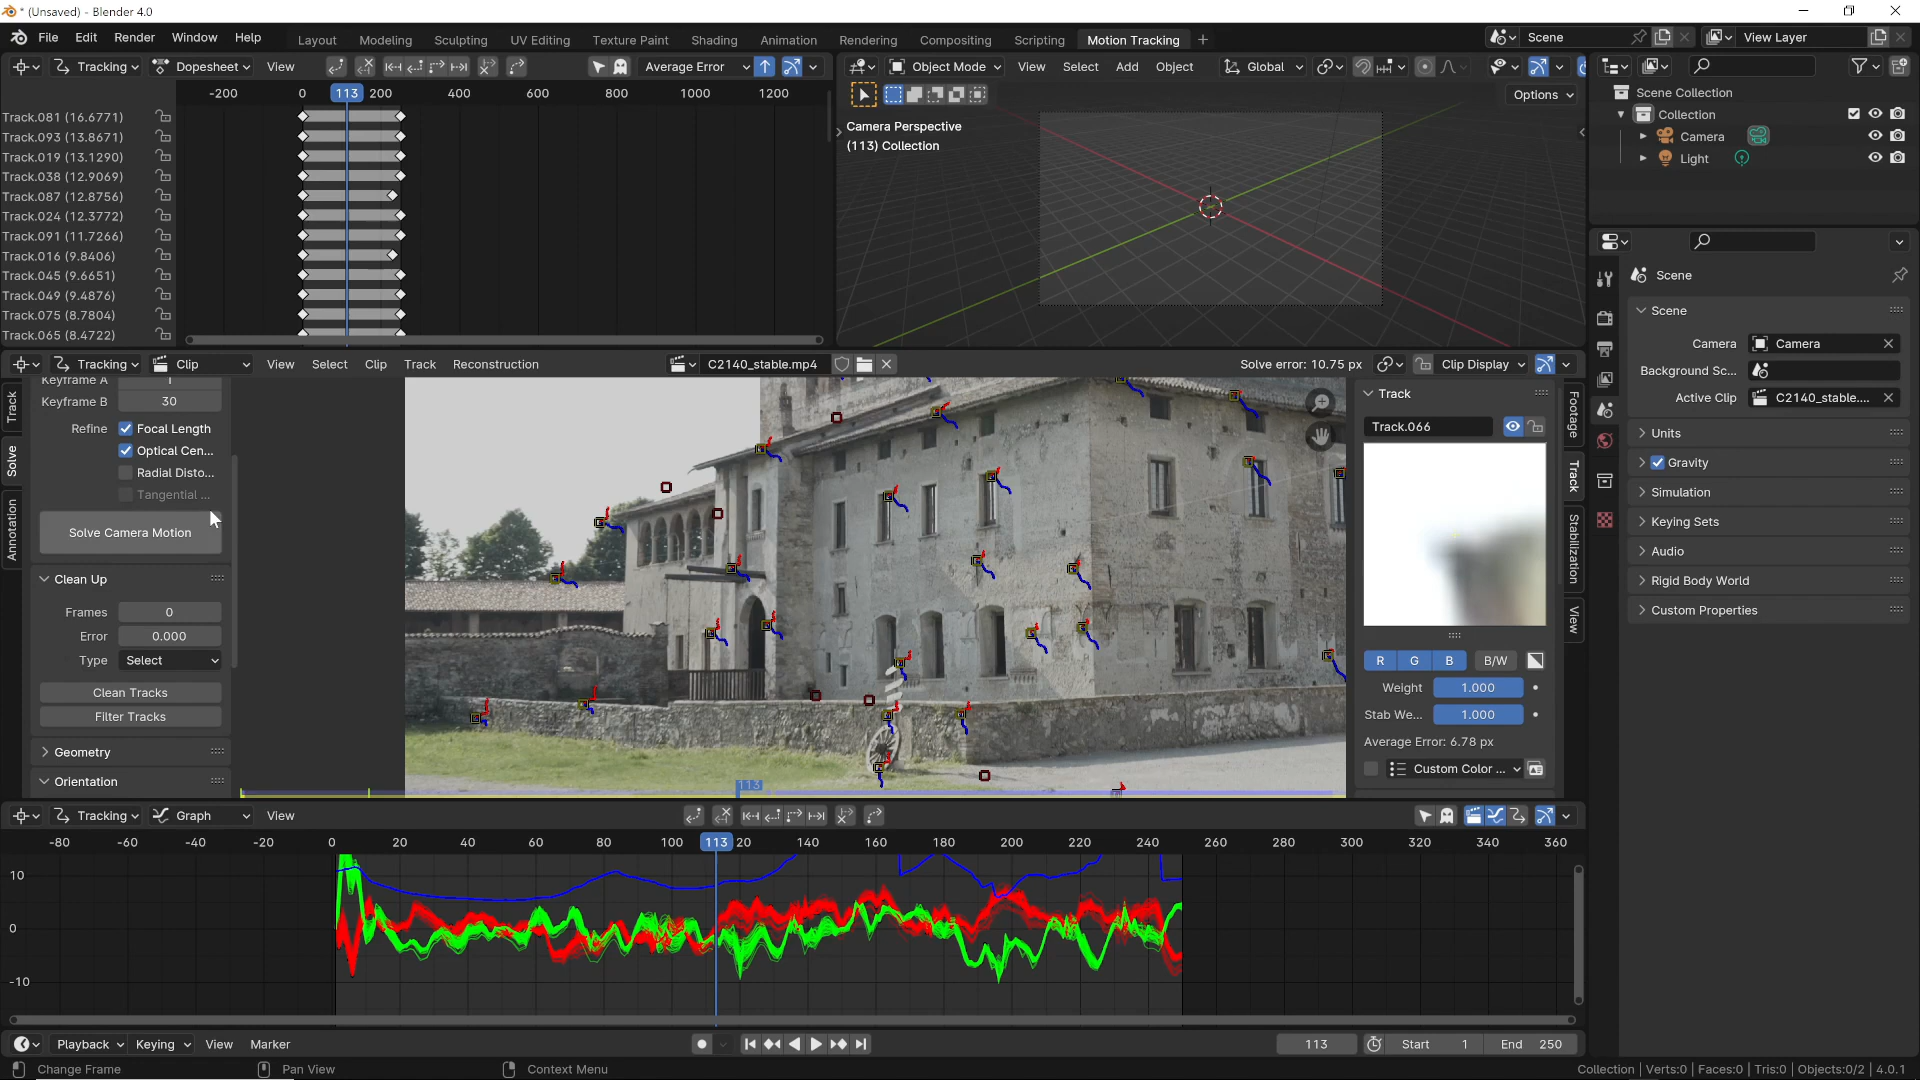 * (Unsaved) - Blender 4.0
File Edit Render Window Help Layout Modeling Sculpting UV Editing Texture Paint Shading Animation Rendering Compositing Scripting Motion Tracking + Scene View Layer
Tracking Dopesheet View Average Error
-200 0 113 200 400 600 800 1000 1200
Track.081 (16.6771)
Track.093 (13.8671)
Track.019 (13.1290)
Track.038 (12.9069)
Track.087 (12.8756)
Track.024 (12.3772)
Track.091 (11.7266)
Track.016 (9.8406)
Track.045 (9.6651)
Track.049 (9.4876)
Track.075 (8.7804)
Track.065 (8.4722)
Object Mode View Select Add Object Global
Options
Camera Perspective
(113) Collection
Scene Collection
Collection
Camera
Light
Scene
Scene
Camera Camera
Background Sc...
Active Clip C2140_stable....
Units
Gravity
Simulation
Keying Sets
Audio
Rigid Body World
Custom Properties
Tracking Clip View Select Clip Track Reconstruction C2140_stable.mp4 Solve error: 10.75 px Clip Display
Track
Solve
Annotation
Keyframe A 1
Keyframe B 30
Refine Focal Length
Optical Cen...
Radial Disto...
Tangential ...
Solve Camera Motion
Clean Up
Frames 0
Error 0.000
Type Select
Clean Tracks
Filter Tracks
Geometry
Orientation
113
Track
Track.066
R G B B/W
Weight 1.000
Stab We... 1.000
Average Error: 6.78 px
Custom Color ...
Footage
Track
Stabilization
View
Tracking Graph View
-80 -60 -40 -20 0 20 40 60 80 100 113 20 140 160 180 200 220 240 260 280 300 320 340 360
10
0
-10
Playback Keying View Marker 113 Start 1 End 250
Change Frame Pan View Context Menu Collection | Verts:0 | Faces:0 | Tris:0 | Objects:0/2 | 4.0.1